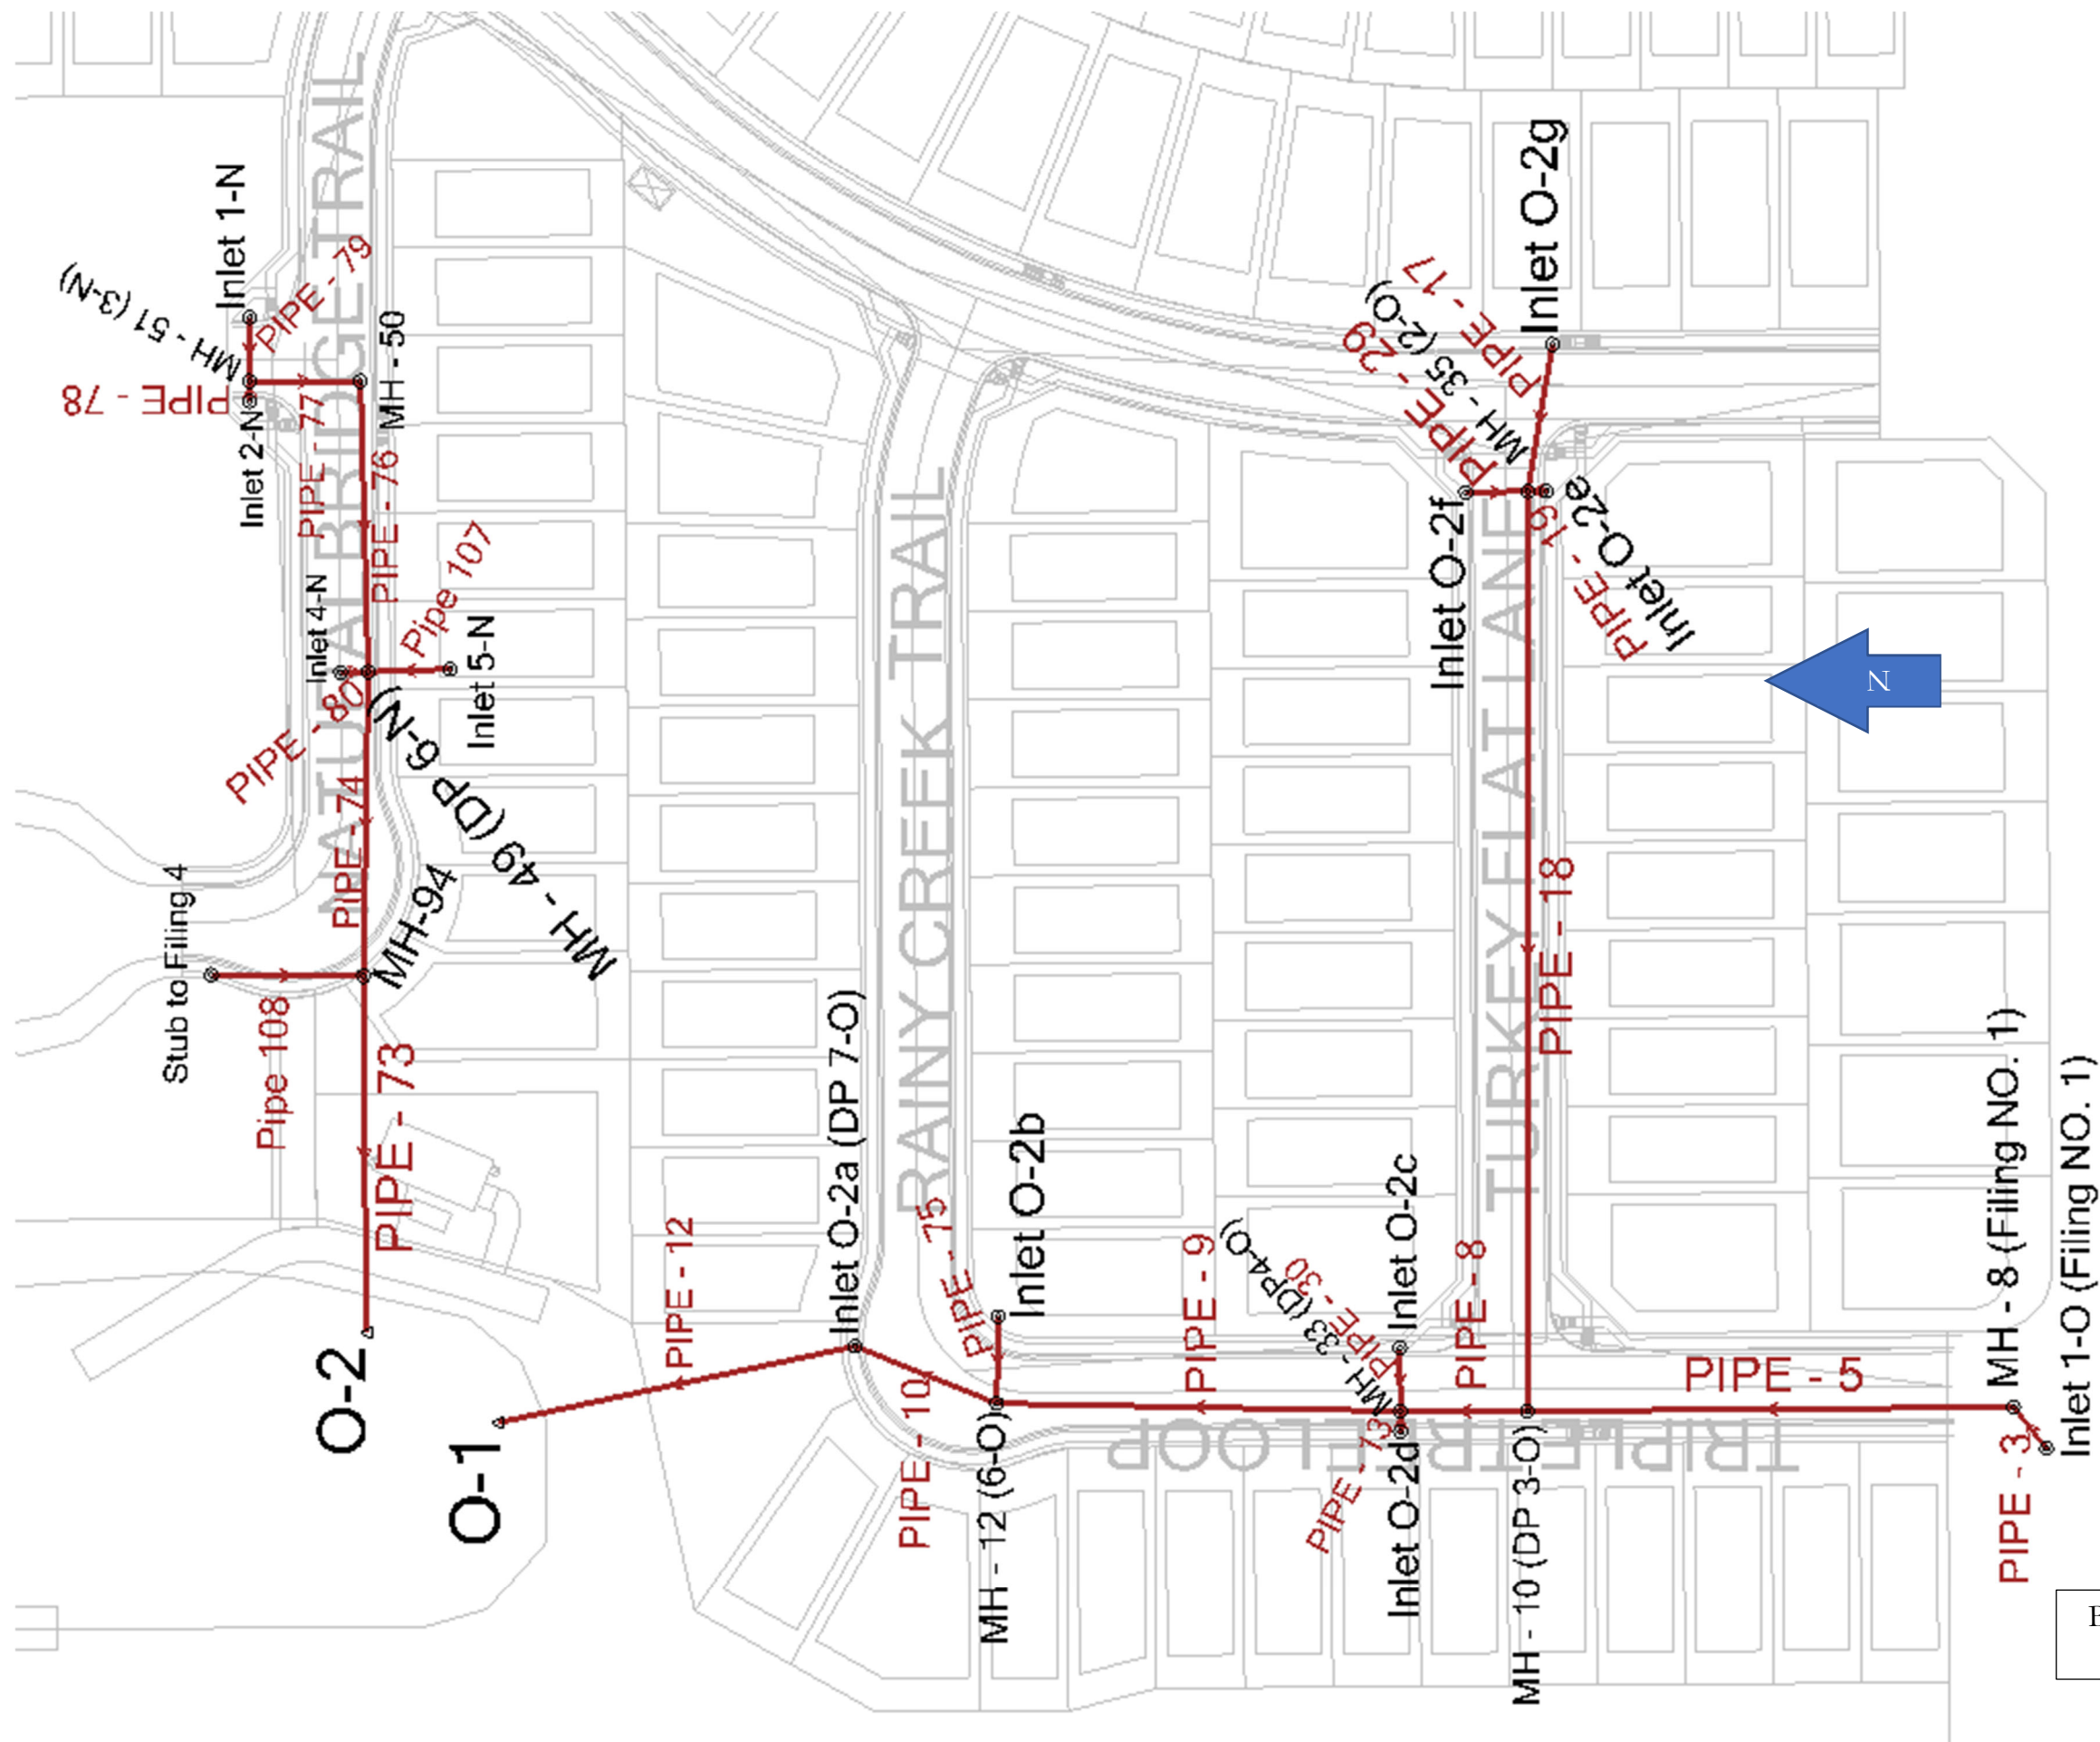 Inlet 1-N
MH - 51 (3-N)
PIPE - 79
PIPE - 78
Inlet 2-N
PIPE - 77
MH - 50
PIPE - 76
NATURAL BRIDGE TRAIL
Inlet 4-N
Pipe 107
Inlet 5-N
PIPE - 80
MH - 49 (DP 6-N)
PIPE - 74
MH-94
Stub to Filing 4
Pipe 108
PIPE - 73
O-2
O-1
PIPE - 12
Inlet O-2a (DP 7-O)
RAINY CREEK TRAIL
PIPE - 75
Inlet O-2b
PIPE - 10
MH - 12 (6-O)
PIPE - 9
MH - 33 (DP4-O)
PIPE - 30
Inlet O-2c
PIPE - 13
Inlet O-2d
PIPE - 8
MH - 10 (DP 3-O)
TRIPLE TREE LOOP
PIPE - 5
MH - 8 (Filing NO. 1)
Inlet 1-O (Filing NO. 1)
PIPE - 3
PIPE - 18
TURKEY FLAT LANE
Inlet O-2f
PIPE - 29
MH - 35 (2-O)
PIPE - 17
Inlet O-2g
PIPE - 19
Inlet O-2e
N